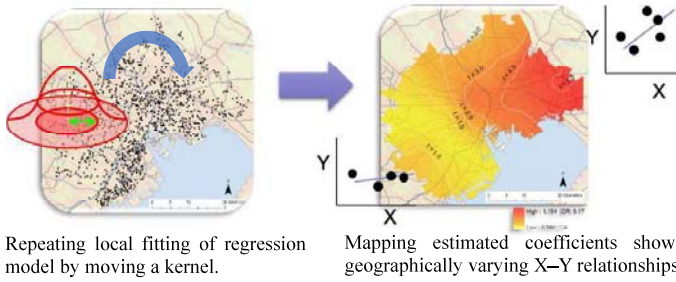 Y
X
Y
X
Repeating local fitting of regression
model by moving a kernel.
Mapping estimated coefficients show
geographically varying X–Y relationships